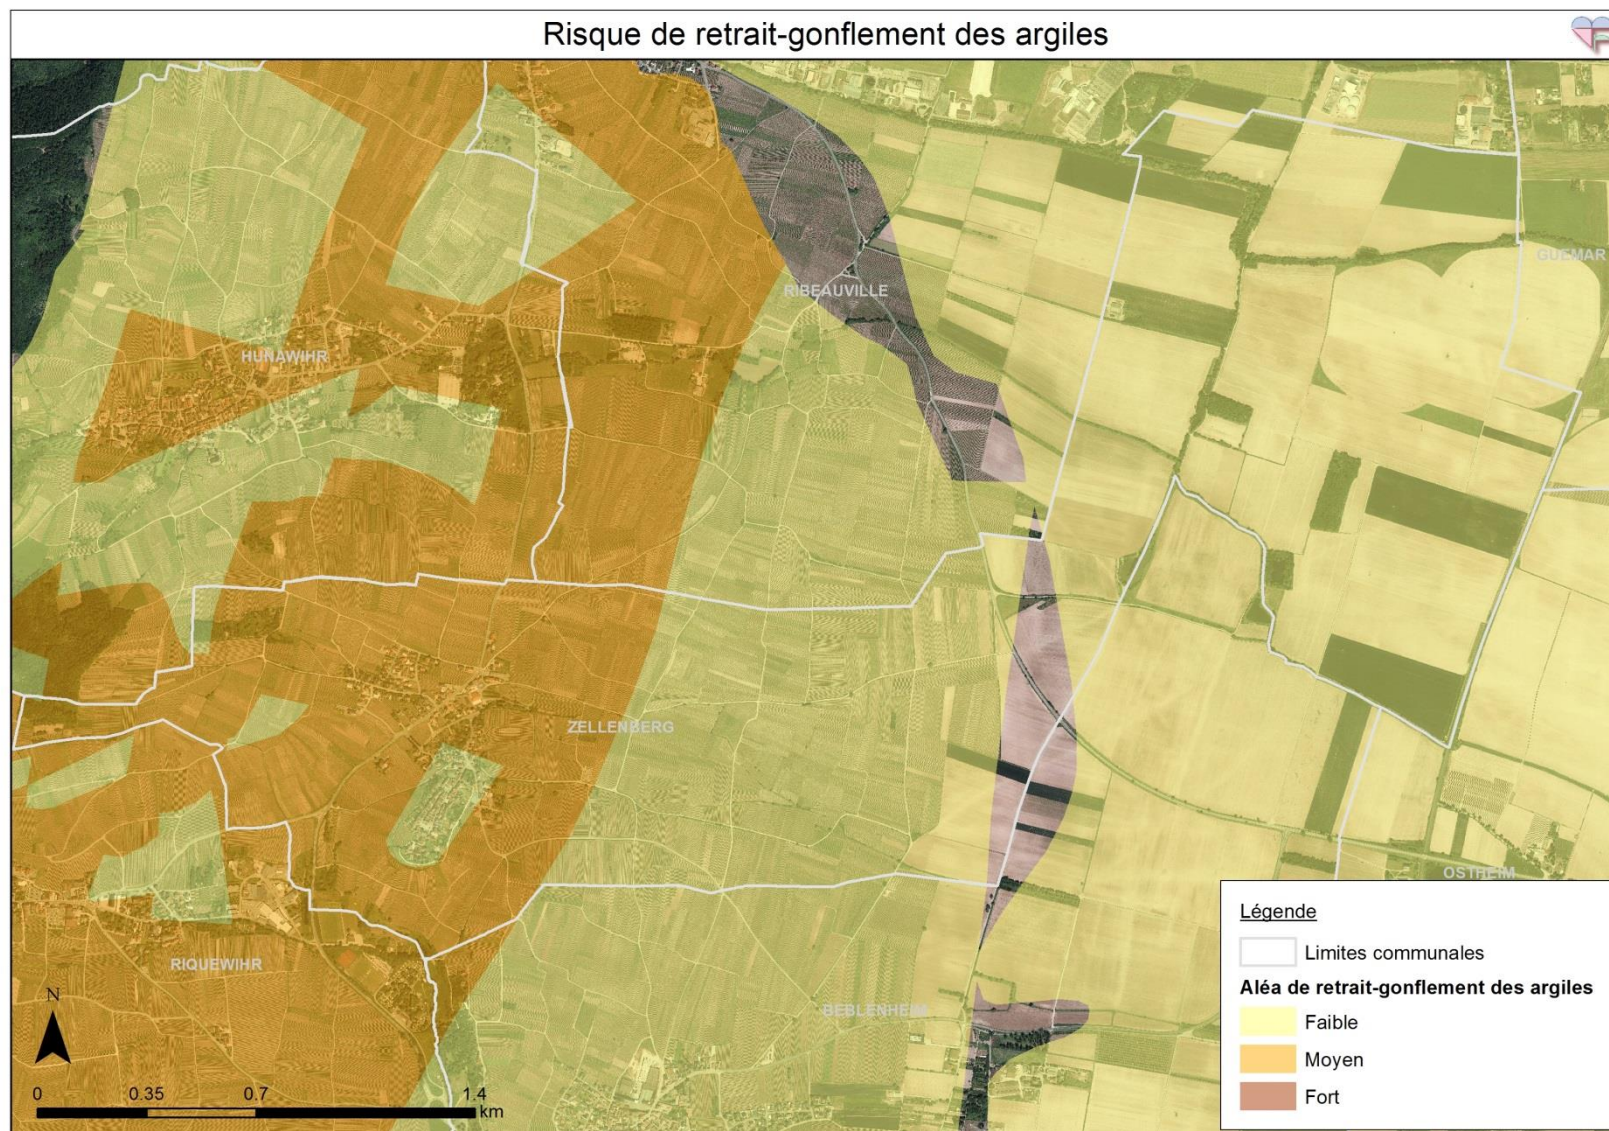 Risque de retrait-gonflement des argiles
GUEMAR
RIBEAUVILLE
HUNAWIHR
ZELLENBERG
OSTHEIM
RIQUEWIHR
BEBLENHEIM
N
0 0.35 0.7 1.4
km
Légende
Limites communales
Aléa de retrait-gonflement des argiles
Faible
Moyen
Fort